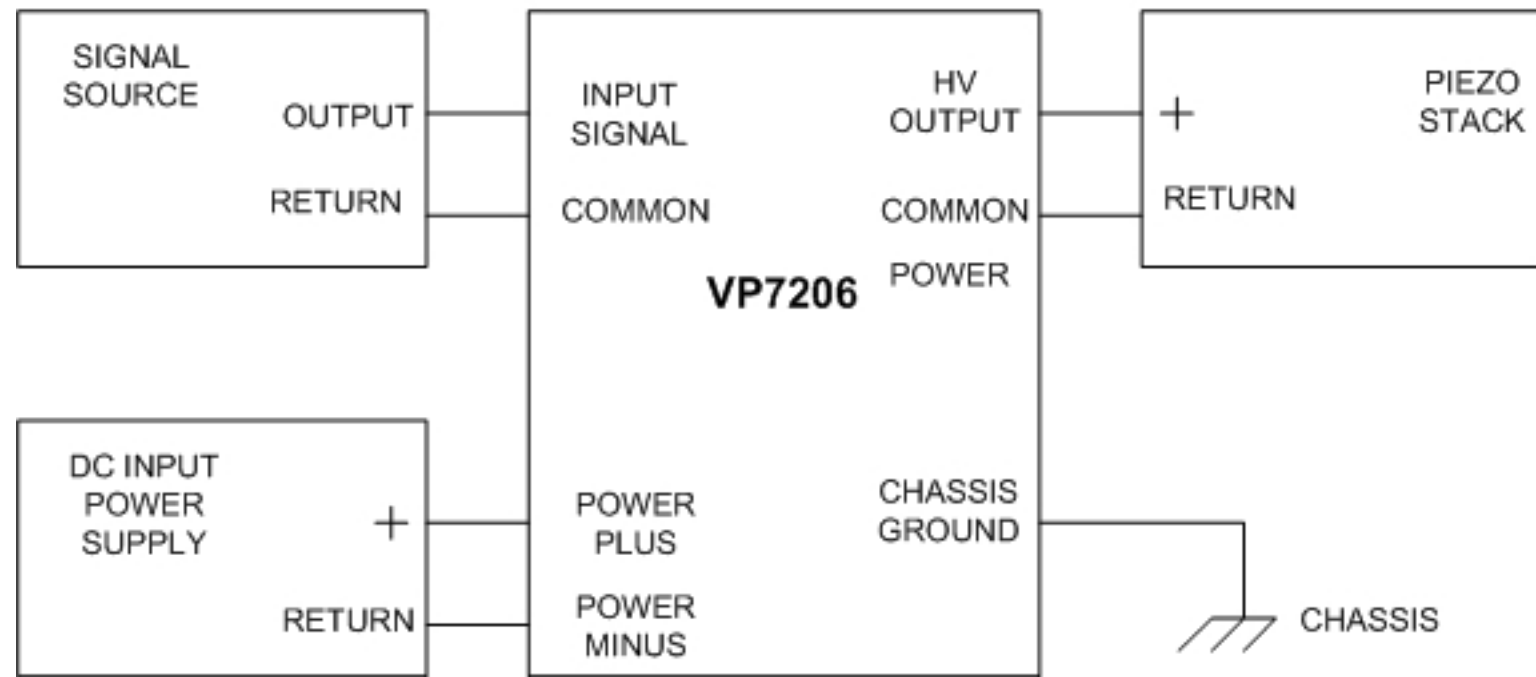 SIGNAL
SOURCE
OUTPUT
RETURN
INPUT
SIGNAL
COMMON
HV
OUTPUT
COMMON
POWER
VP7206
+
PIEZO
STACK
RETURN
DC INPUT
POWER
SUPPLY
+
RETURN
POWER
PLUS
POWER
MINUS
CHASSIS
GROUND
CHASSIS